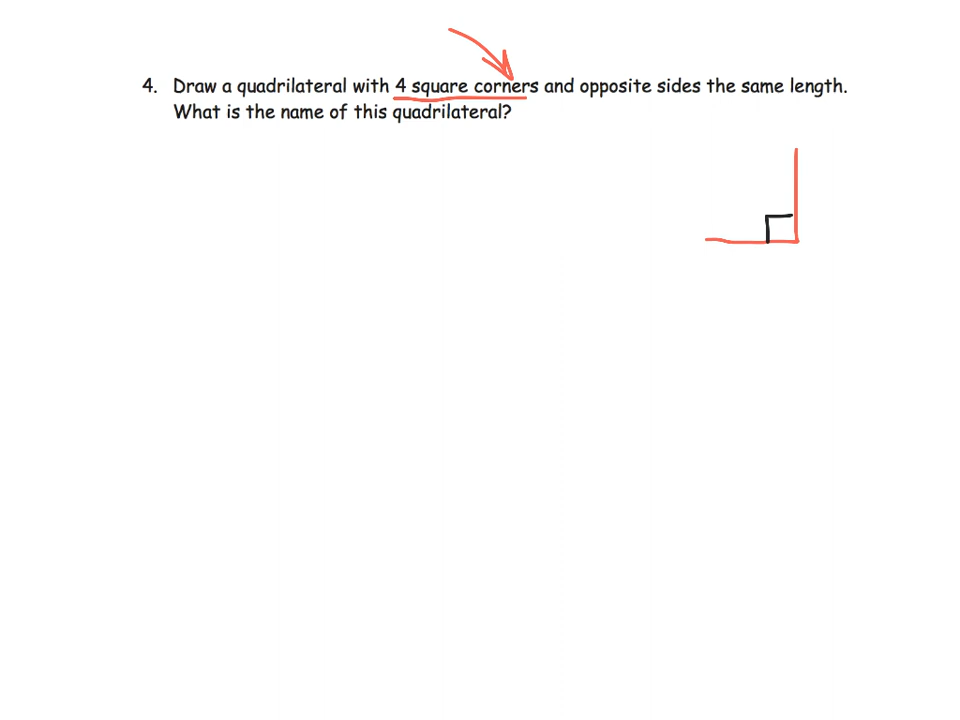 4. Draw a quadrilateral with 4 square corners and opposite sides the same length.
What is the name of this quadrilateral?